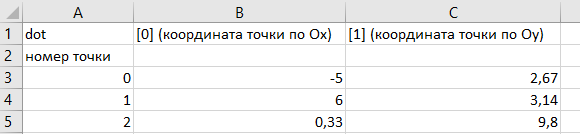 A B C
1 dot [0] (координата точки по Ox) [1] (координата точки по Oy)
2 номер точки
3 0 -5 2,67
4 1 6 3,14
5 2 0,33 9,8